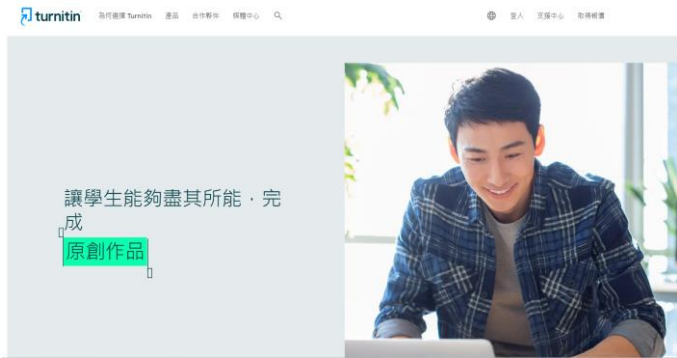 turnitin
為何選擇 Turnitin 產品 合作夥伴 媒體中心
登入 支援中心 取得報價
讓學生能夠盡其所能，完
成
原創作品